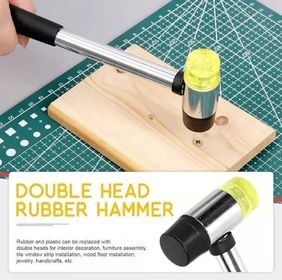 DOUBLE HEAD
RUBBER HAMMER
Rubber and plastic can be replaced with
double heads for interior decoration, furniture assembly,
tile window strip installation, wood floor installation,
jewelry, handicrafts, etc.